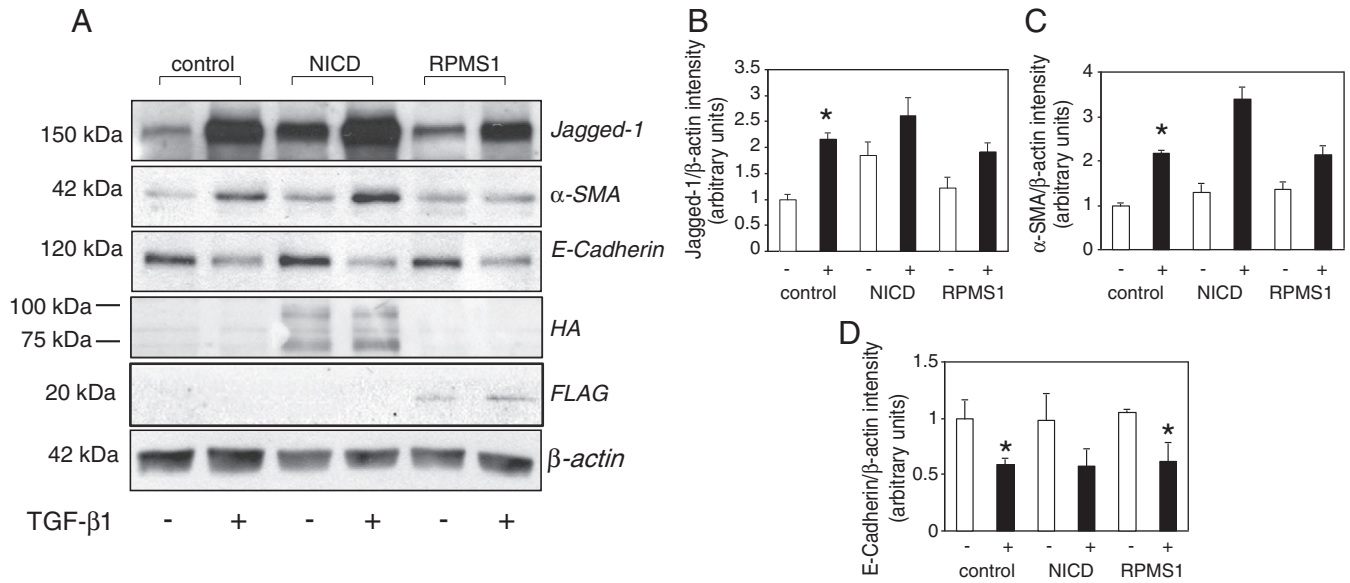 A
control NICD RPMS1
150 kDa Jagged-1
42 kDa α-SMA
120 kDa E-Cadherin
100 kDa
75 kDa
HA
20 kDa FLAG
42 kDa β-actin
TGF-β1 - + - + - +
B
Jagged-1/β-actin intensity
(arbitrary units)
3.5
3
2.5
2
1.5
1
0.5
0
*
- + - + - +
control NICD RPMS1
C
α-SMA/β-actin intensity
(arbitrary units)
4
3
2
1
0
*
- + - + - +
control NICD RPMS1
D
E-Cadherin/β-actin intensity
(arbitrary units)
1.5
1
0.5
0
* *
- + - + - +
control NICD RPMS1